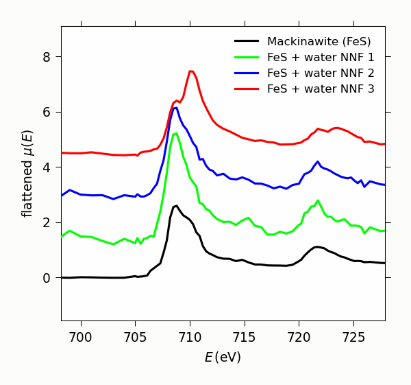 8
6
4
2
0
flattened μ(E)
Mackinawite (FeS)
FeS + water NNF 1
FeS + water NNF 2
FeS + water NNF 3
700 705 710 715 720 725
E (eV)